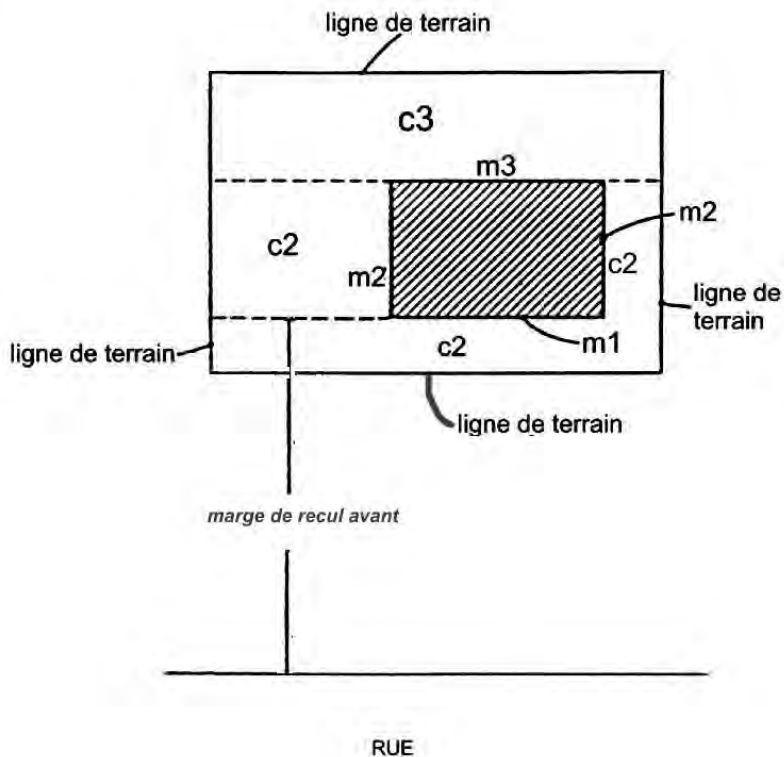 ligne de terrain
c3
m3
m2
c2
c2
m2
ligne de
terrain
m1
c2
ligne de terrain
ligne de terrain
marge de recul avant
RUE